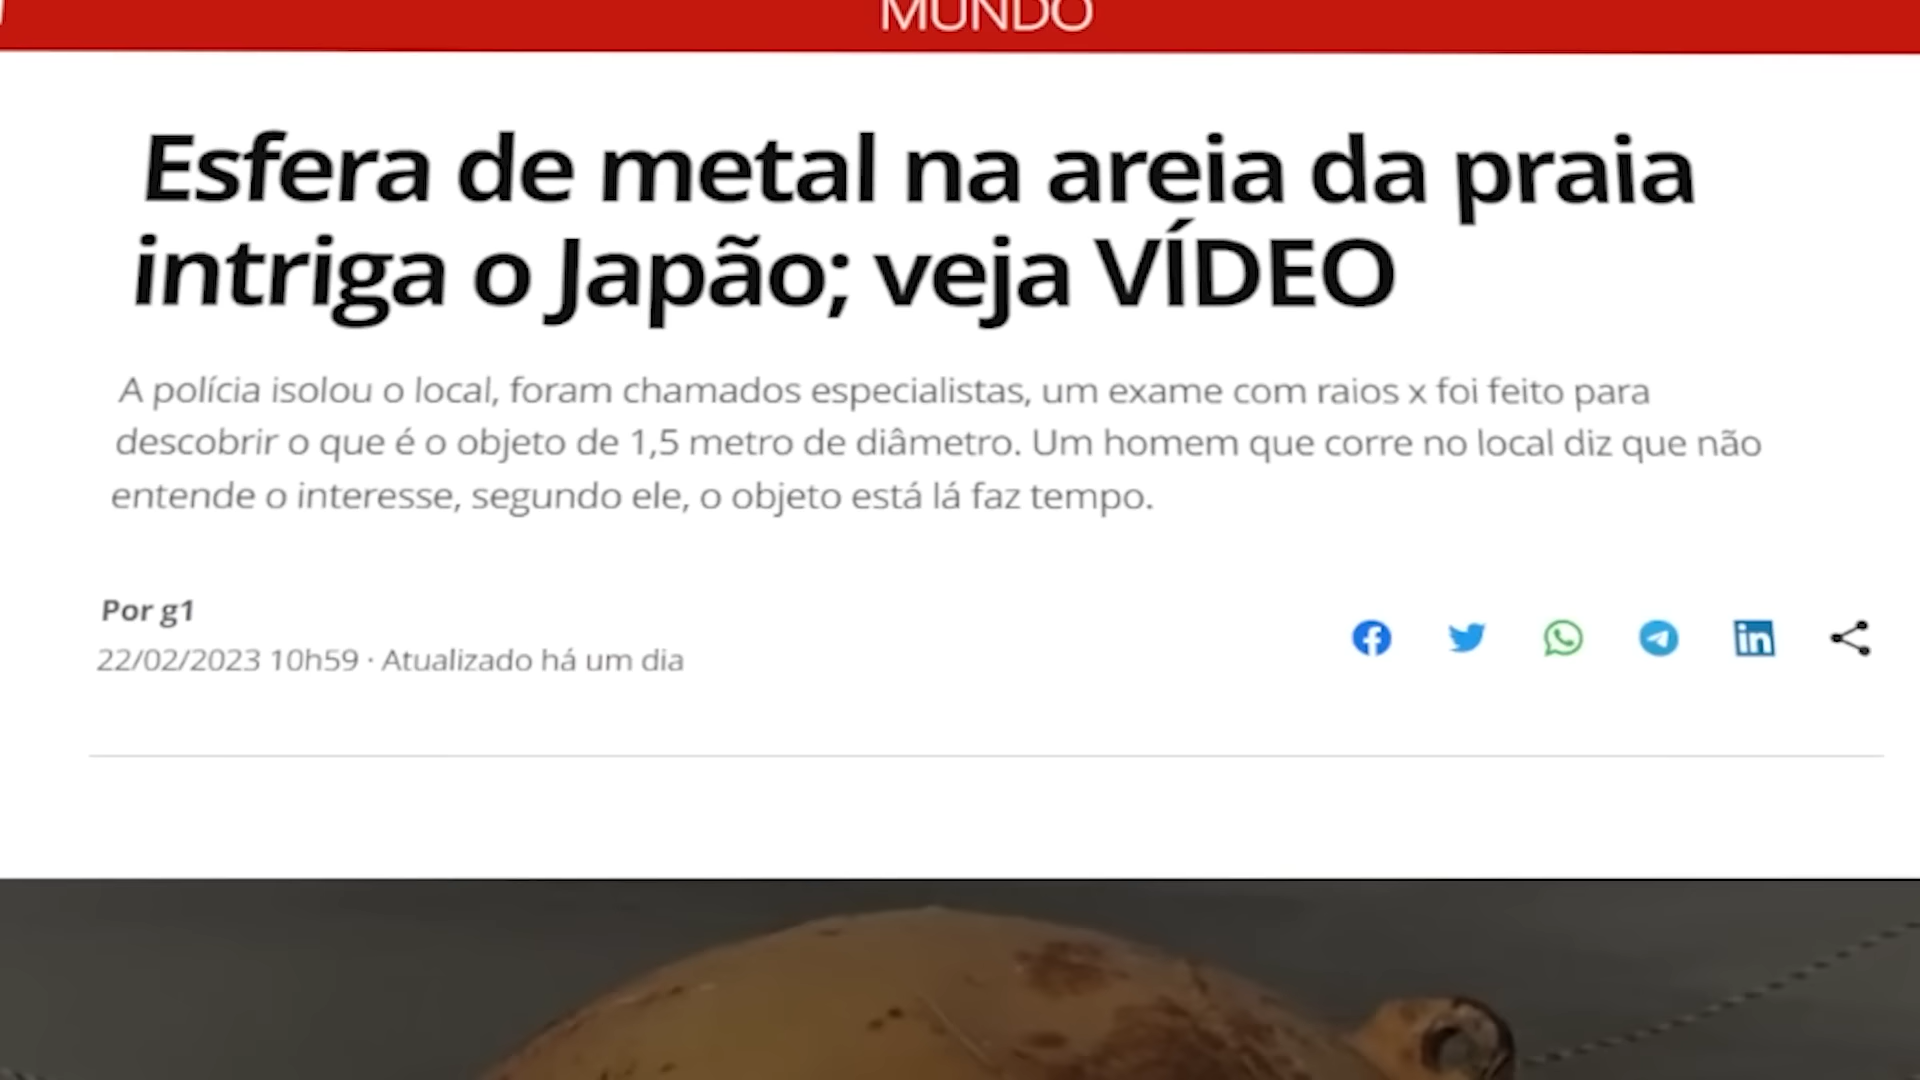 MUNDO
Esfera de metal na areia da praia
intriga o Japão; veja VÍDEO
A polícia isolou o local, foram chamados especialistas, um exame com raios x foi feito para
descobrir o que é o objeto de 1,5 metro de diâmetro. Um homem que corre no local diz que não
entende o interesse, segundo ele, o objeto está lá faz tempo.
Por g1
22/02/2023 10h59 · Atualizado há um dia